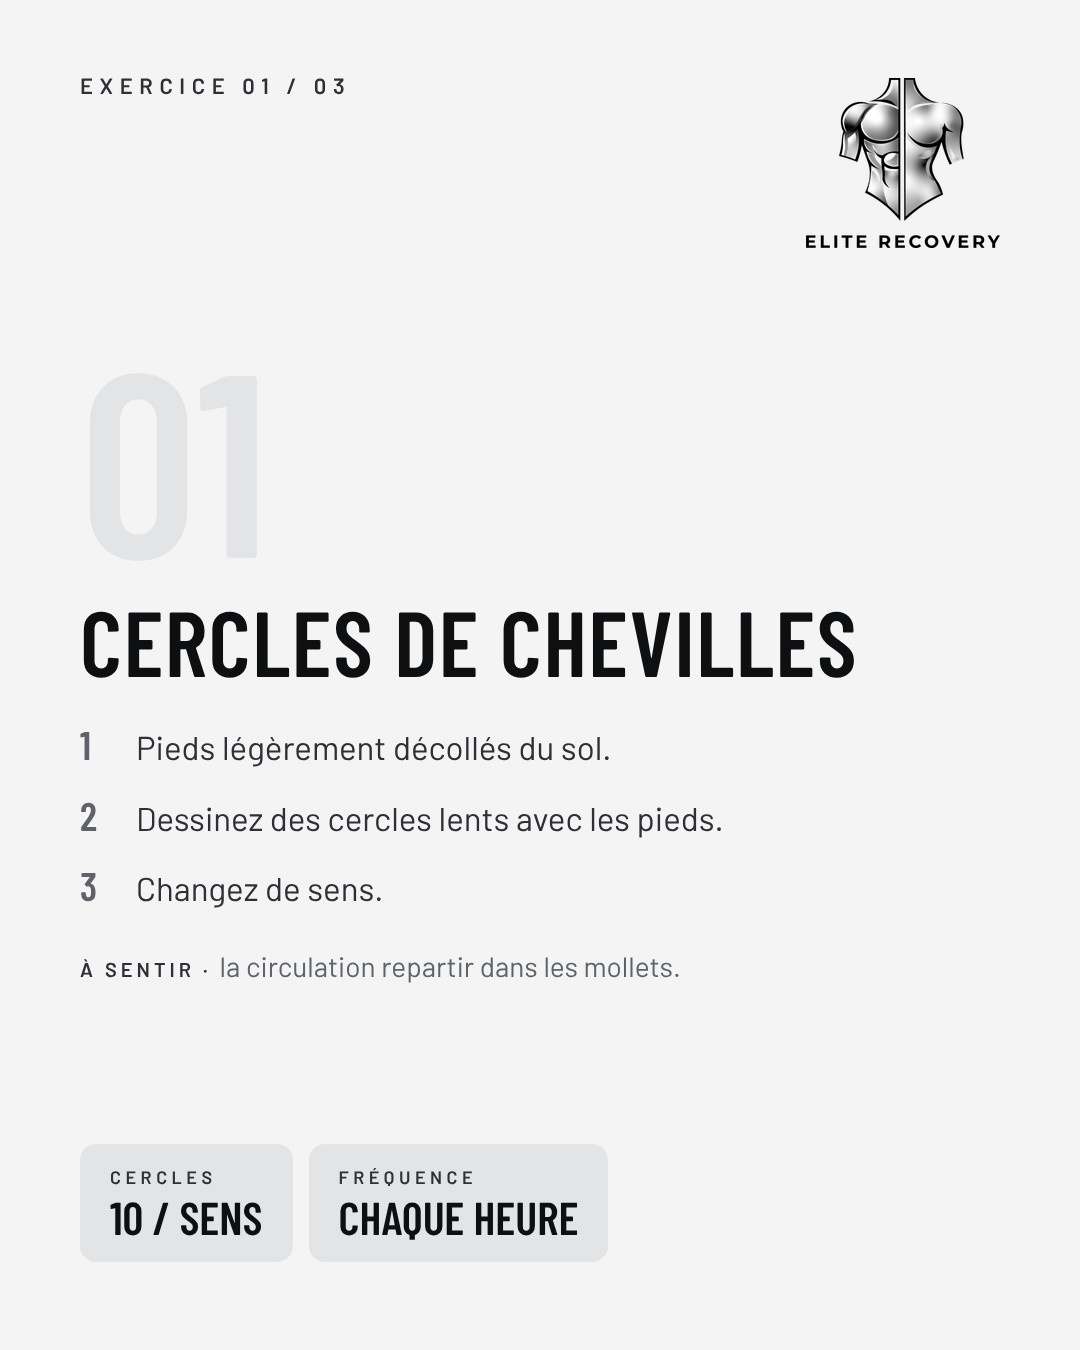 EXERCICE 01 / 03
ELITE RECOVERY
01
CERCLES DE CHEVILLES
1 Pieds légèrement décollés du sol.
2 Dessinez des cercles lents avec les pieds.
3 Changez de sens.
À SENTIR · la circulation repartir dans les mollets.
CERCLES
10 / SENS
FRÉQUENCE
CHAQUE HEURE